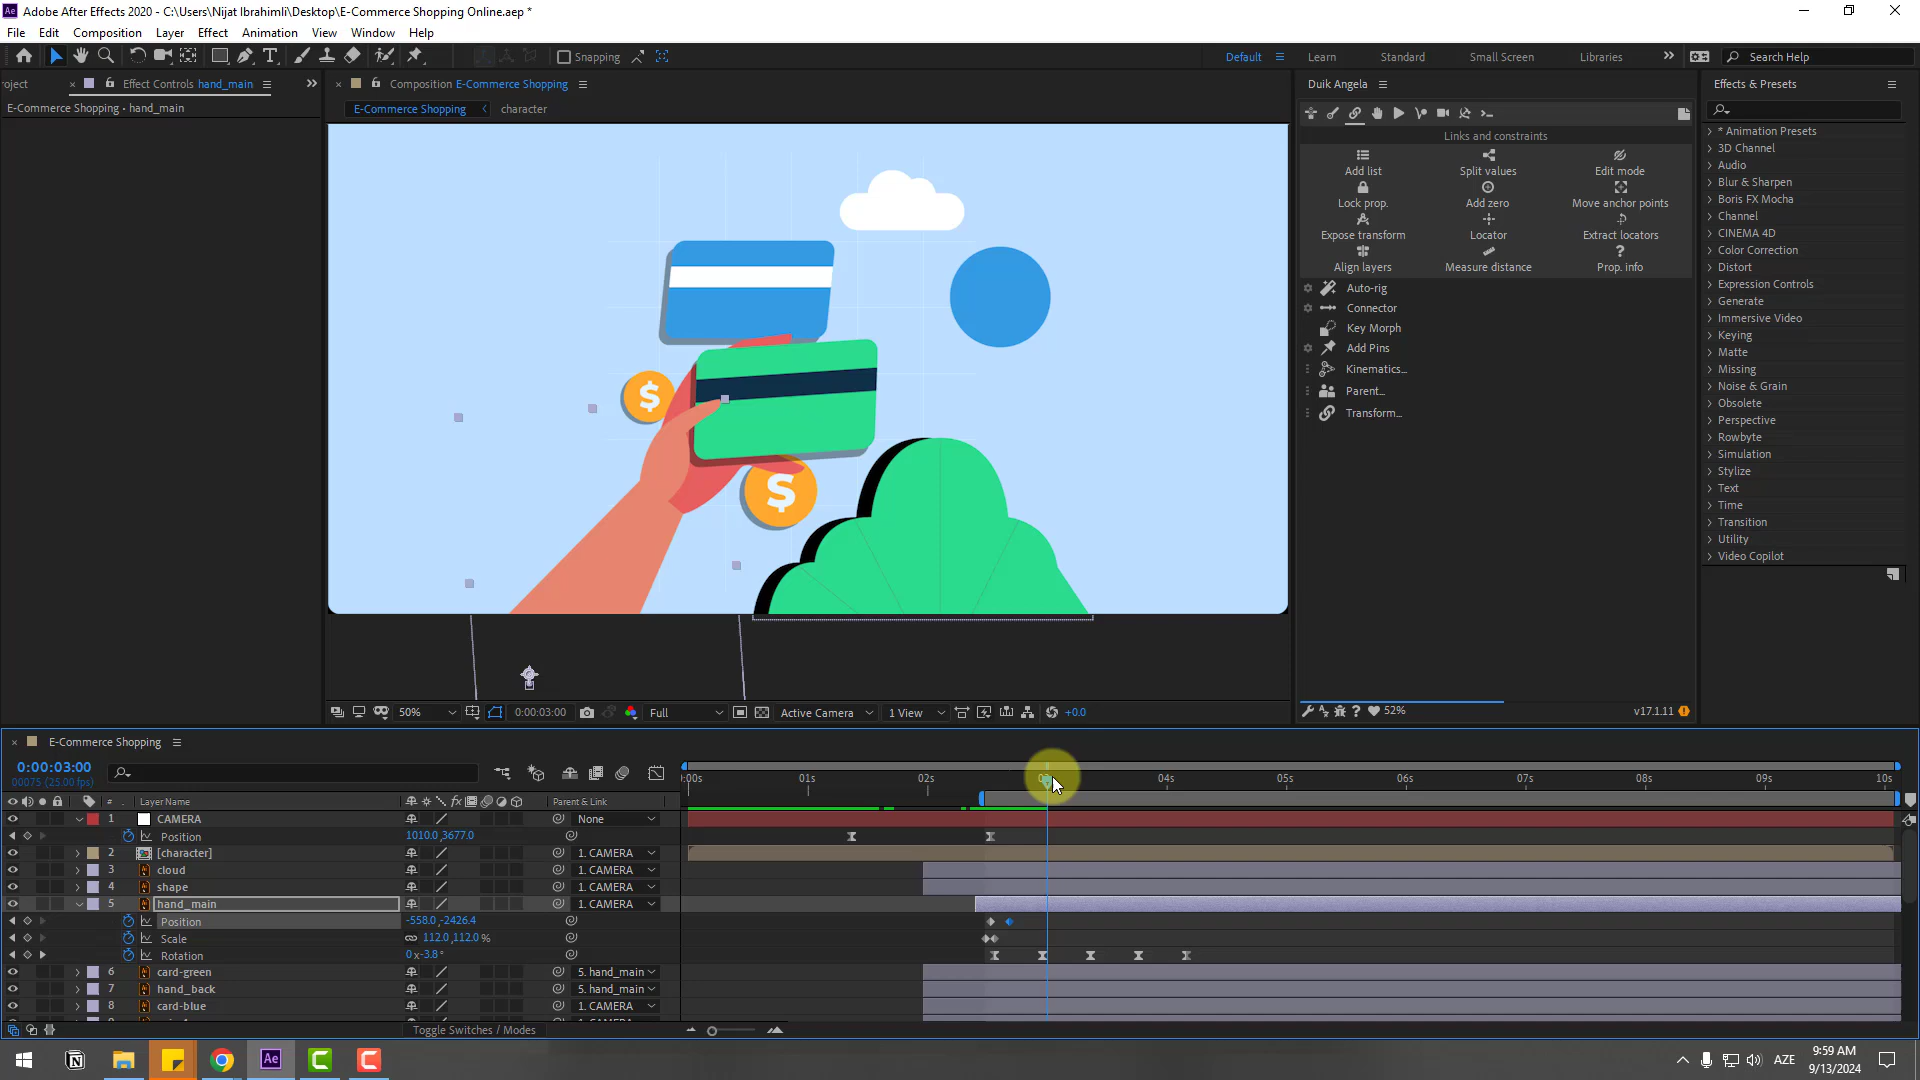 Adobe After Effects 2020 - C:\Users\Nijat Ibrahimli\Desktop\E-Commerce Shopping Online.aep *
File Edit Composition Layer Effect Animation View Window Help
Snapping
Default Learn Standard Small Screen Libraries Search Help
roject Effect Controls hand_main Composition E-Commerce Shopping Duik Angela Effects & Presets
E-Commerce Shopping • hand_main
E-Commerce Shopping character
Links and constraints
Add list Split values Edit mode
Lock prop. Add zero Move anchor points
Expose transform Locator Extract locators
Align layers Measure distance Prop. info
Auto-rig
Connector
Key Morph
Add Pins
Kinematics...
Parent...
Transform...
* Animation Presets
3D Channel
Audio
Blur & Sharpen
Boris FX Mocha
Channel
CINEMA 4D
Color Correction
Distort
Expression Controls
Generate
Immersive Video
Keying
Matte
Missing
Noise & Grain
Obsolete
Perspective
Rowbyte
Simulation
Stylize
Text
Time
Transition
Utility
Video Copilot
$
$
50% 0:00:03:00 Full Active Camera 1 View +0.0
52% v17.1.11
E-Commerce Shopping
0:00:03:00
00075 (25.00 fps)
:00s 01s 02s 04s 05s 06s 07s 08s 09s 10s
# Layer Name Parent & Link
1 CAMERA None
Position 1010.0,3677.0
2 [character] 1. CAMERA
3 cloud 1. CAMERA
4 shape 1. CAMERA
5 hand_main 1. CAMERA
Position -558.0,-2426.4
Scale 112.0,112.0 %
Rotation 0x-3.8°
6 card-green 5. hand_main
7 hand_back 5. hand_main
8 card-blue 1. CAMERA
Toggle Switches / Modes
AZE
9:59 AM
9/13/2024